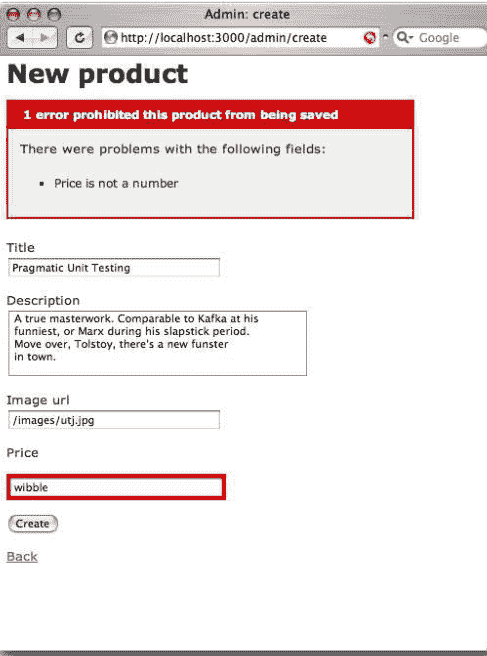 Admin: create
http://localhost:3000/admin/create
Google
New product
1 error prohibited this product from being saved
There were problems with the following fields:
• Price is not a number
Title
Pragmatic Unit Testing
Description
A true masterwork. Comparable to Kafka at his
funniest, or Marx during his slapstick period.
Move over, Tolstoy, there's a new funster
in town.
Image url
/images/utj.jpg
Price
wibble
Create
Back